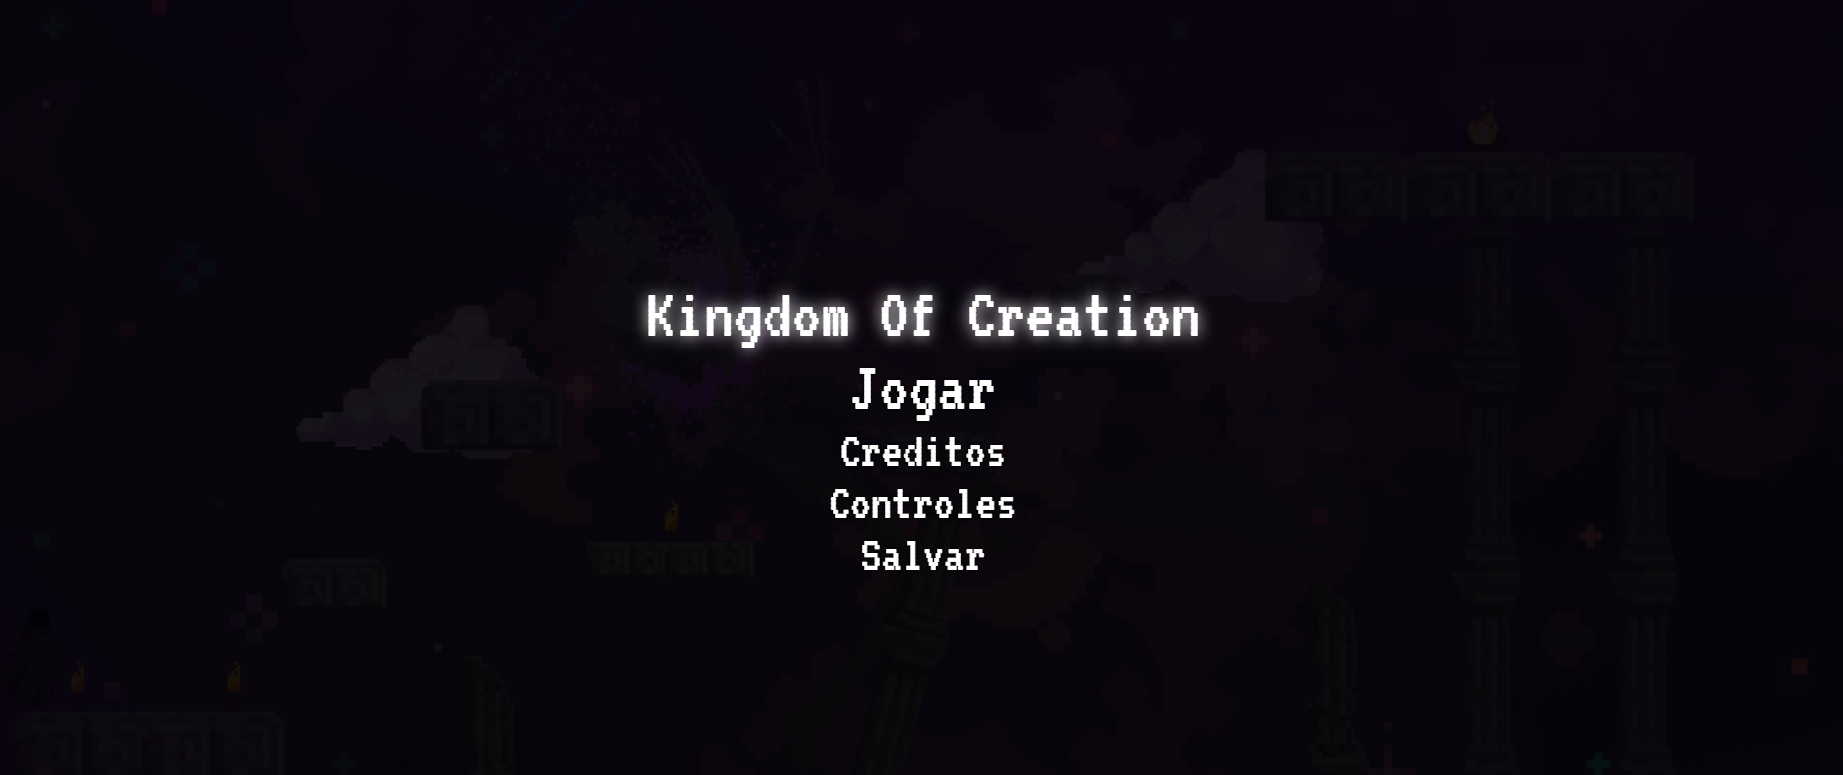 Kingdom Of Creation
Jogar
Creditos
Controles
Salvar